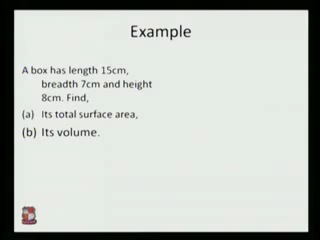 Example
A box has length 15cm,
breadth 7cm and height
8cm. Find,
(a) Its total surface area,
(b) Its volume.